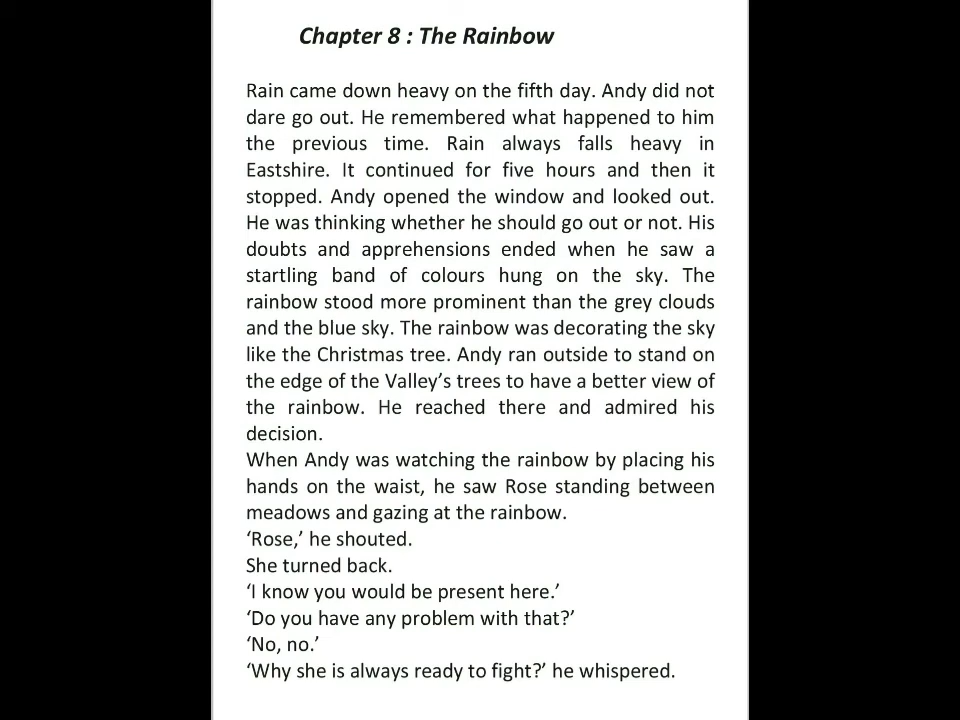 Chapter 8 : The Rainbow
Rain came down heavy on the fifth day. Andy did not
dare go out. He remembered what happened to him
the previous time. Rain always falls heavy in
Eastshire. It continued for five hours and then it
stopped. Andy opened the window and looked out.
He was thinking whether he should go out or not. His
doubts and apprehensions ended when he saw a
startling band of colours hung on the sky. The
rainbow stood more prominent than the grey clouds
and the blue sky. The rainbow was decorating the sky
like the Christmas tree. Andy ran outside to stand on
the edge of the Valley’s trees to have a better view of
the rainbow. He reached there and admired his
decision.
When Andy was watching the rainbow by placing his
hands on the waist, he saw Rose standing between
meadows and gazing at the rainbow.
‘Rose,’ he shouted.
She turned back.
‘I know you would be present here.’
‘Do you have any problem with that?’
‘No, no.’
‘Why she is always ready to fight?’ he whispered.